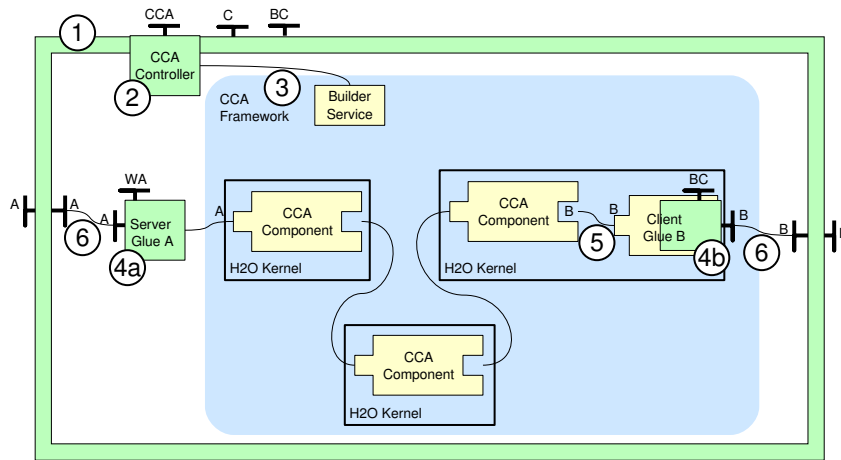 CCA
C
BC
1
CCA
Controller
2
3
CCA
Framework
Builder
Service
A
A
6
A
WA
Server
Glue A
4a
A
CCA
Component
H2O Kernel
CCA
Component
B
5
B
BC
Client
Glue B
4b
B
6
B
H2O Kernel
CCA
Component
H2O Kernel